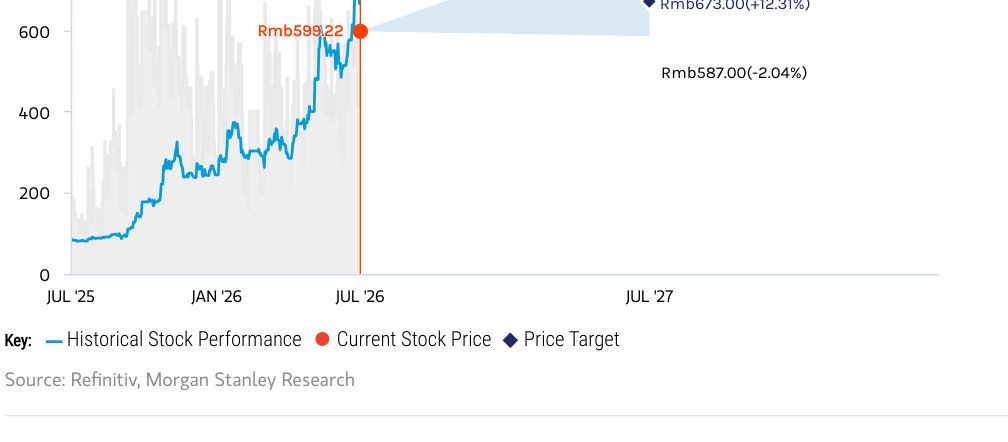 Rmb673.00(+12.31%)
600
Rmb599.22
Rmb587.00(-2.04%)
400
200
0
JUL '25 JAN '26 JUL '26 JUL '27
Key: Historical Stock Performance Current Stock Price Price Target
Source: Refinitiv, Morgan Stanley Research